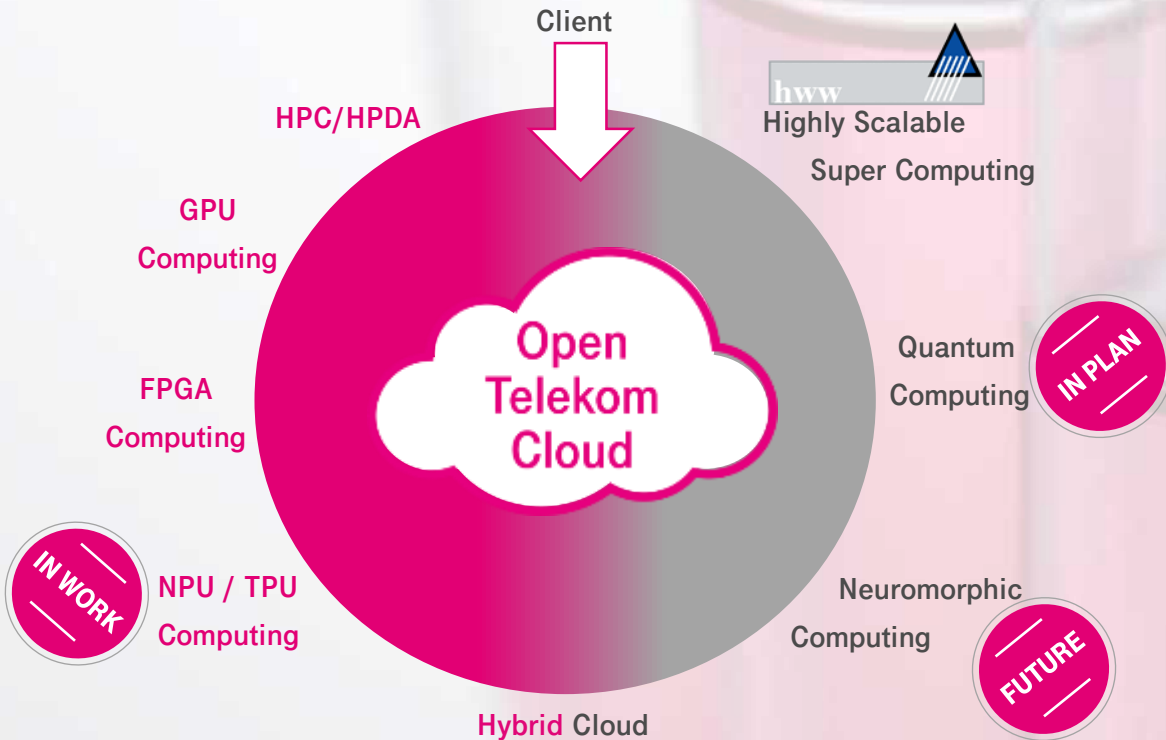 Client
hww
HPC/HPDA
Highly Scalable
Super Computing
GPU
Computing
Open
Telekom
Cloud
Quantum
Computing
IN PLAN
FPGA
Computing
IN WORK
NPU / TPU
Computing
Neuromorphic
Computing
FUTURE
Hybrid Cloud